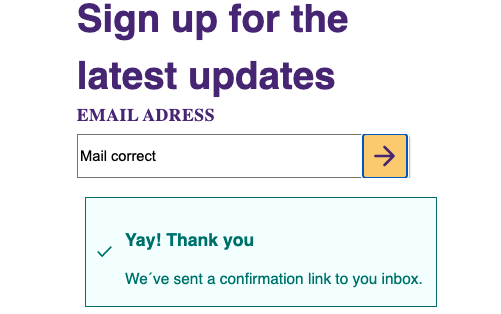 Sign up for the
latest updates
EMAIL ADRESS
Mail correct
Yay! Thank you
We´ve sent a confirmation link to you inbox.